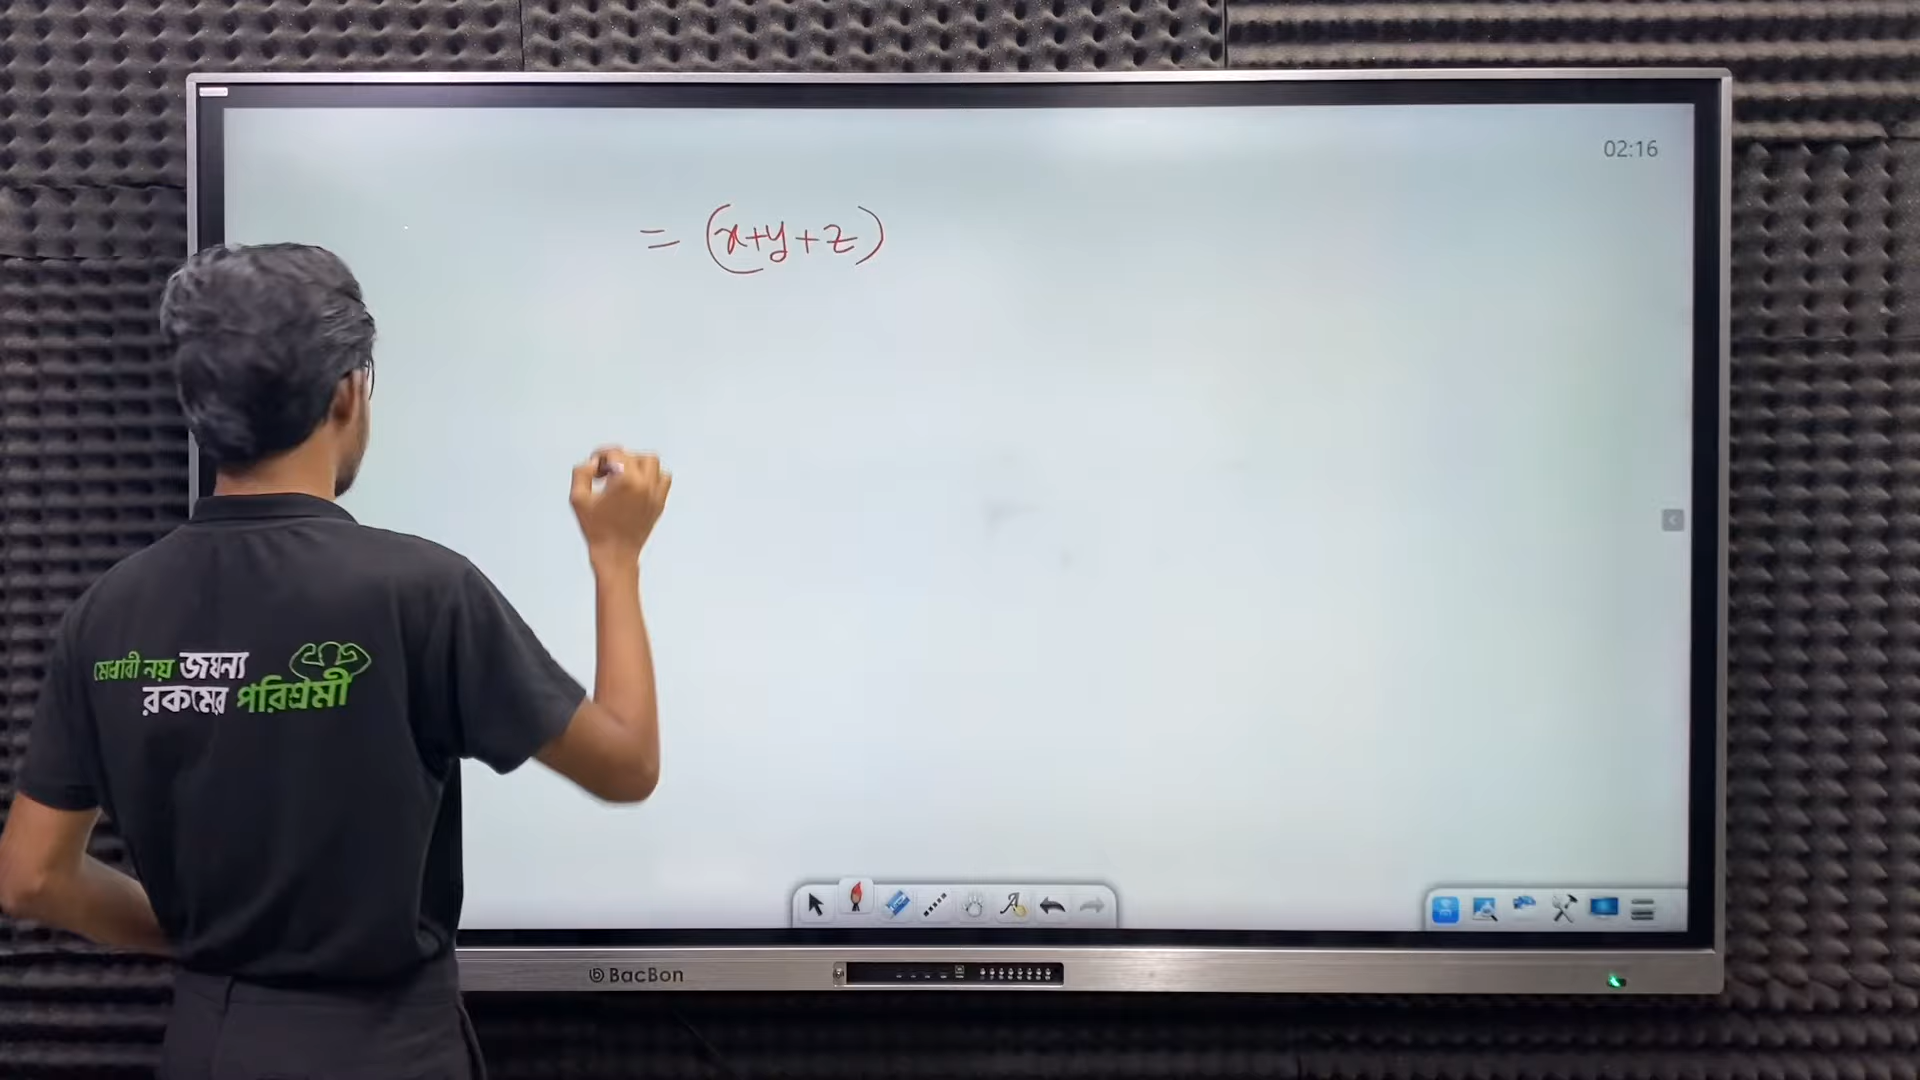 02:16
= (x+y+z)
মেধাবী নয় জঘন্য
রকমের পরিশ্রমী
BacBon